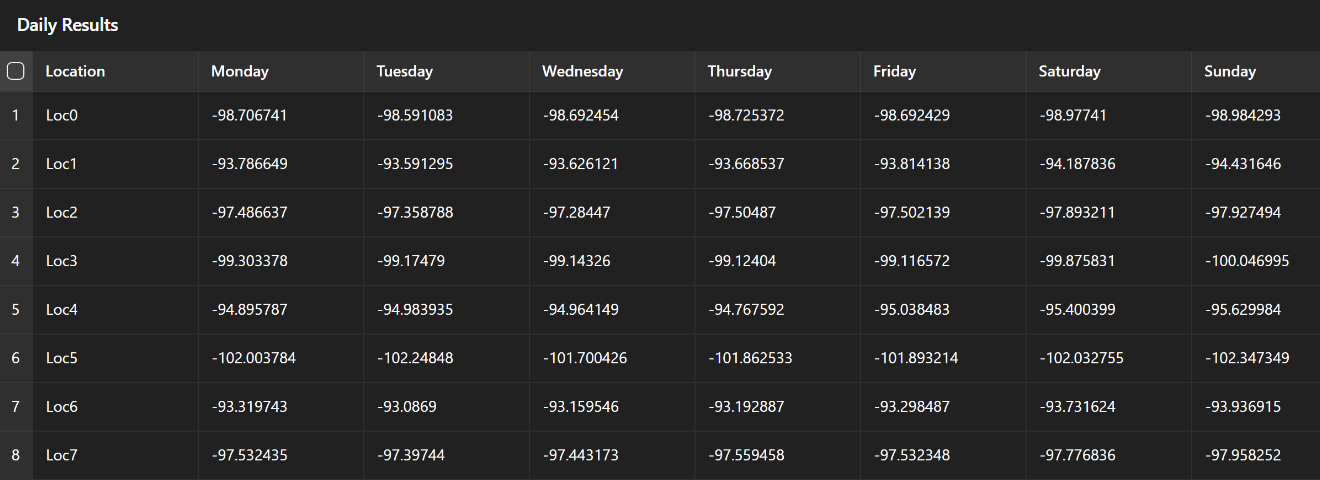 Daily Results
Location Monday Tuesday Wednesday Thursday Friday Saturday Sunday
1 Loc0 -98.706741 -98.591083 -98.692454 -98.725372 -98.692429 -98.97741 -98.984293
2 Loc1 -93.786649 -93.591295 -93.626121 -93.668537 -93.814138 -94.187836 -94.431646
3 Loc2 -97.486637 -97.358788 -97.28447 -97.50487 -97.502139 -97.893211 -97.927494
4 Loc3 -99.303378 -99.17479 -99.14326 -99.12404 -99.116572 -99.875831 -100.046995
5 Loc4 -94.895787 -94.983935 -94.964149 -94.767592 -95.038483 -95.400399 -95.629984
6 Loc5 -102.003784 -102.24848 -101.700426 -101.862533 -101.893214 -102.032755 -102.347349
7 Loc6 -93.319743 -93.0869 -93.159546 -93.192887 -93.298487 -93.731624 -93.936915
8 Loc7 -97.532435 -97.39744 -97.443173 -97.559458 -97.532348 -97.776836 -97.958252